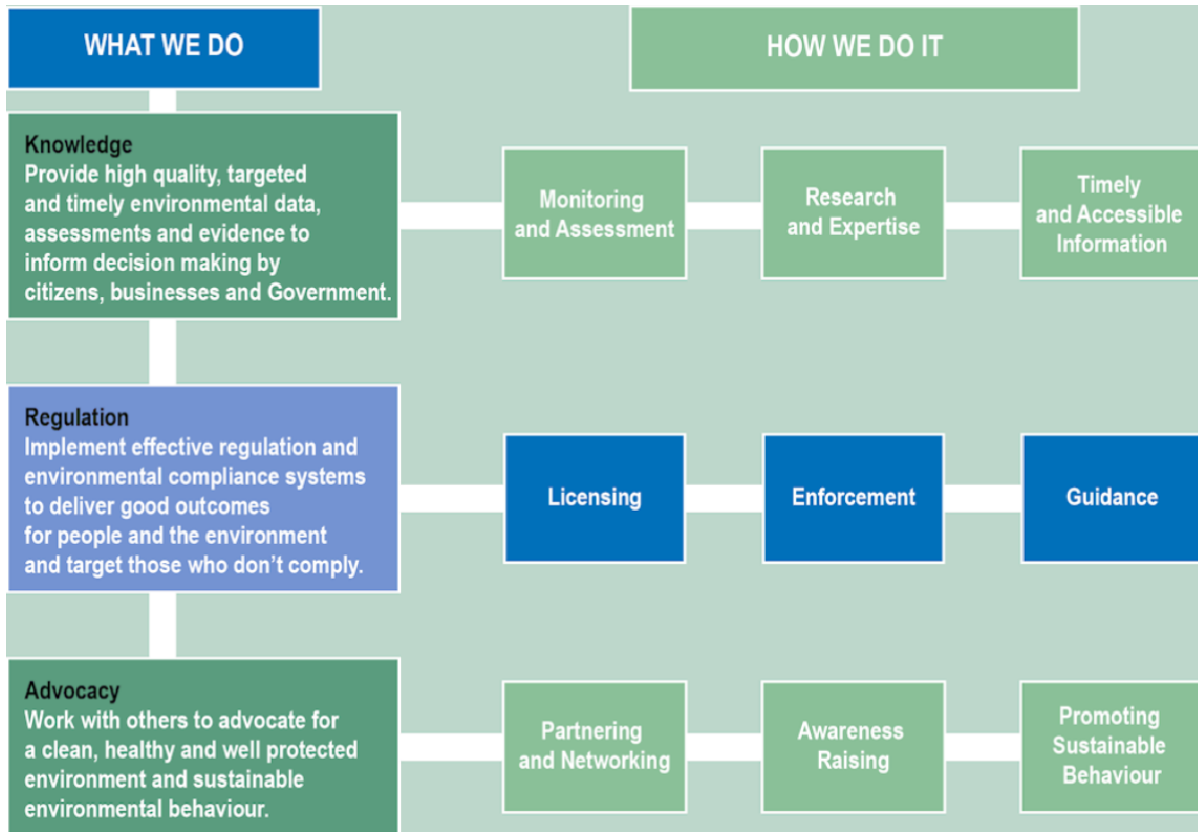 WHAT WE DO
HOW WE DO IT
Knowledge
Provide high quality, targeted
and timely environmental data,
assessments and evidence to
inform decision making by
citizens, businesses and Government.
Monitoring
and Assessment
Research
and Expertise
Timely
and Accessible
Information
Regulation
Implement effective regulation and
environmental compliance systems
to deliver good outcomes
for people and the environment
and target those who don’t comply.
Licensing
Enforcement
Guidance
Advocacy
Work with others to advocate for
a clean, healthy and well protected
environment and sustainable
environmental behaviour.
Partnering
and Networking
Awareness
Raising
Promoting
Sustainable
Behaviour